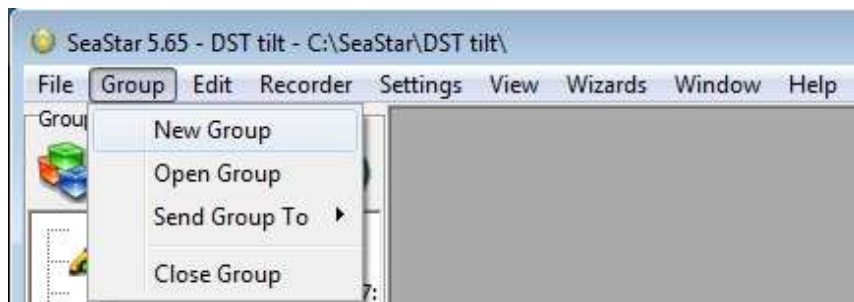 SeaStar 5.65 - DST tilt - C:\SeaStar\DST tilt\
File Group Edit Recorder Settings View Wizards Window Help
New Group
Open Group
Send Group To
Close Group
7: